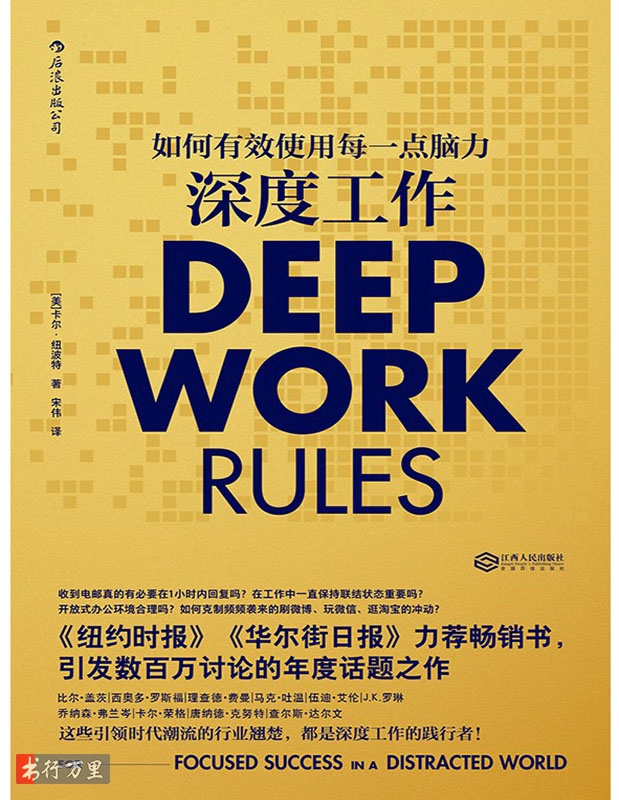 后浪出版公司
如何有效使用每一点脑力
深度工作
DEEP
WORK
RULES
[美]卡尔·纽波特 著
宋伟 译
江西人民出版社
Jiangxi People's Publishing House
全国百佳出版社
收到电邮真的有必要在1小时内回复吗？在工作中一直保持联结状态重要吗？
开放式办公环境合理吗？如何克制频频袭来的刷微博、玩微信、逛淘宝的冲动？
《纽约时报》《华尔街日报》力荐畅销书，
引发数百万讨论的年度话题之作
比尔·盖茨|西奥多·罗斯福|理查德·费曼|马克·吐温|伍迪·艾伦|J.K.罗琳
乔纳森·弗兰岑|卡尔·荣格|唐纳德·克努特|查尔斯·达尔文
这些引领时代潮流的行业翘楚，都是深度工作的践行者！
书行万里
FOCUSED SUCCESS IN A DISTRACTED WORLD